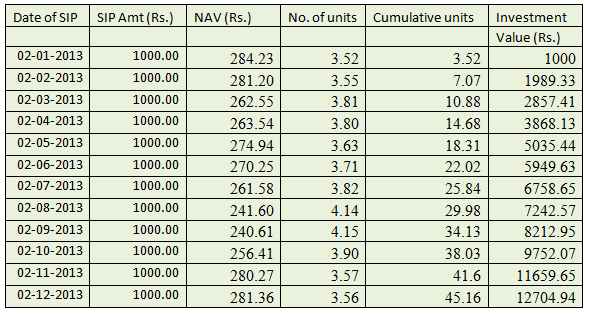 Date of SIP SIP Amt (Rs.) NAV (Rs.) No. of units Cumulative units Investment
Value (Rs.)
02-01-2013 1000.00 284.23 3.52 3.52 1000
02-02-2013 1000.00 281.20 3.55 7.07 1989.33
02-03-2013 1000.00 262.55 3.81 10.88 2857.41
02-04-2013 1000.00 263.54 3.80 14.68 3868.13
02-05-2013 1000.00 274.94 3.63 18.31 5035.44
02-06-2013 1000.00 270.25 3.71 22.02 5949.63
02-07-2013 1000.00 261.58 3.82 25.84 6758.65
02-08-2013 1000.00 241.60 4.14 29.98 7242.57
02-09-2013 1000.00 240.61 4.15 34.13 8212.95
02-10-2013 1000.00 256.41 3.90 38.03 9752.07
02-11-2013 1000.00 280.27 3.57 41.6 11659.65
02-12-2013 1000.00 281.36 3.56 45.16 12704.94